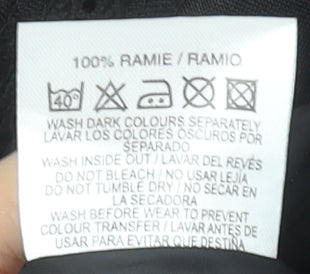 100% RAMIE / RAMIO
40°
WASH DARK COLOURS SEPARATELY
LAVAR LOS COLORES OSCUROS POR
SEPARADO
WASH INSIDE OUT / LAVAR DEL REVÉS
DO NOT BLEACH / NO USAR LEJÍA
DO NOT TUMBLE DRY / NO SECAR EN
LA SECADORA
WASH BEFORE WEAR TO PREVENT
COLOUR TRANSFER / LAVAR ANTES DE
USAR PARA EVITAR QUE DESTIÑA